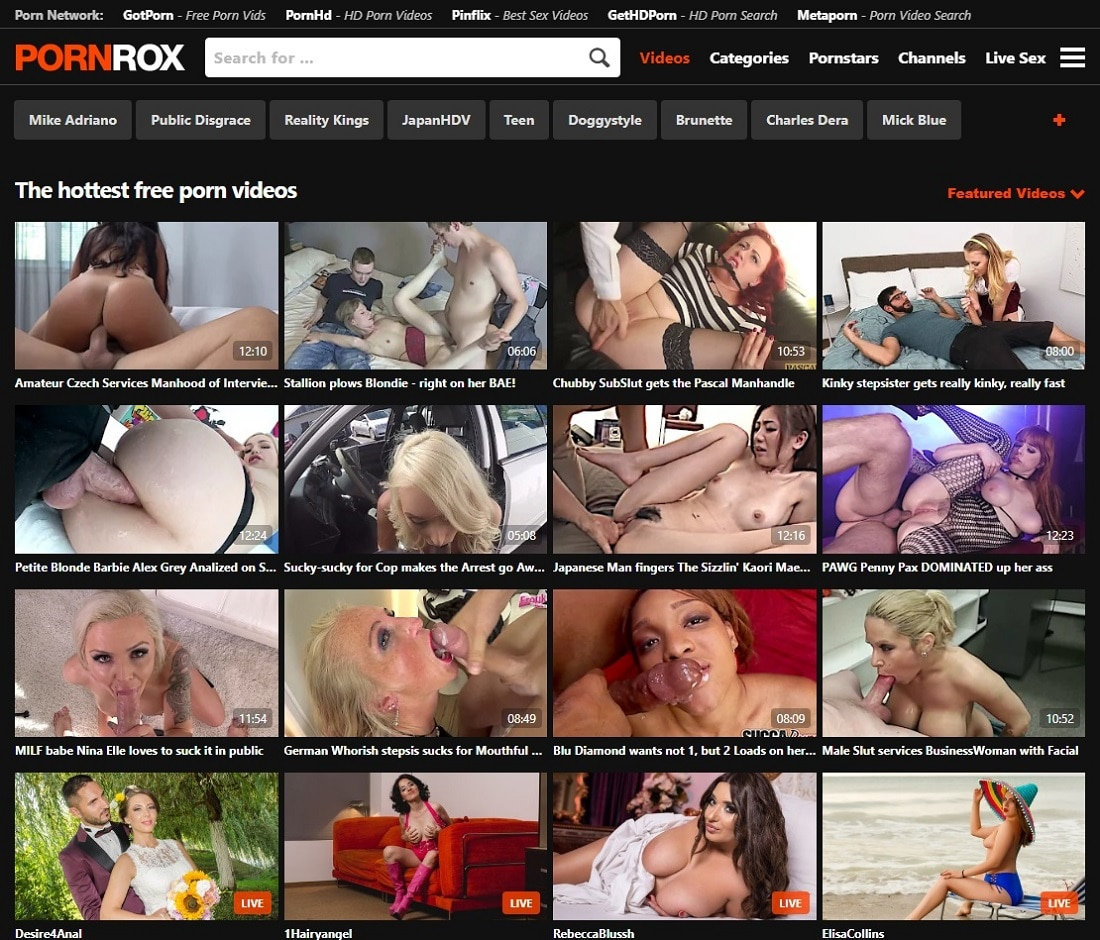 Porn Network: GotPorn - Free Porn Vids PornHd - HD Porn Videos Pinflix - Best Sex Videos GetHDPorn - HD Porn Search Metaporn - Porn Video Search
PORNROX Search for ... Videos Categories Pornstars Channels Live Sex
Mike Adriano Public Disgrace Reality Kings JapanHDV Teen Doggystyle Brunette Charles Dera Mick Blue +
The hottest free porn videos Featured Videos
12:10 06:06 10:53 08:00
Amateur Czech Services Manhood of Intervie... Stallion plows Blondie - right on her BAE! Chubby SubSlut gets the Pascal Manhandle Kinky stepsister gets really kinky, really fast
12:24 05:08 12:16 12:23
Petite Blonde Barbie Alex Grey Analized on S... Sucky-sucky for Cop makes the Arrest go Aw... Japanese Man fingers The Sizzlin' Kaori Mae... PAWG Penny Pax DOMINATED up her ass
11:54 08:49 08:09 10:52
MILF babe Nina Elle loves to suck it in public German Whorish stepsis sucks for Mouthful ... Blu Diamond wants not 1, but 2 Loads on her... Male Slut services BusinessWoman with Facial
LIVE LIVE LIVE LIVE
Desire4Anal 1Hairyangel RebeccaBlussh ElisaCollins